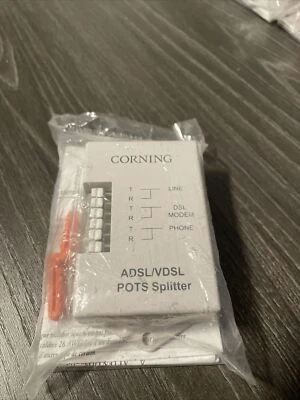 CORNING
T
LINE
R
T
DSL
MODEM
R
T
PHONE
R
ADSL/VDSL
POTS Splitter